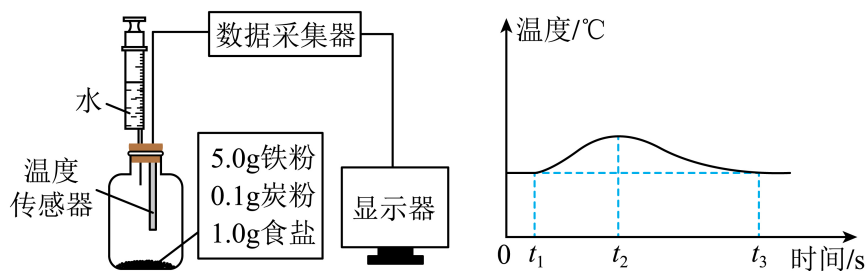 数据采集器
水
温度
传感器
5.0g铁粉
0.1g炭粉
1.0g食盐
显示器
温度/℃
0 t₁ t₂ t₃ 时间/s